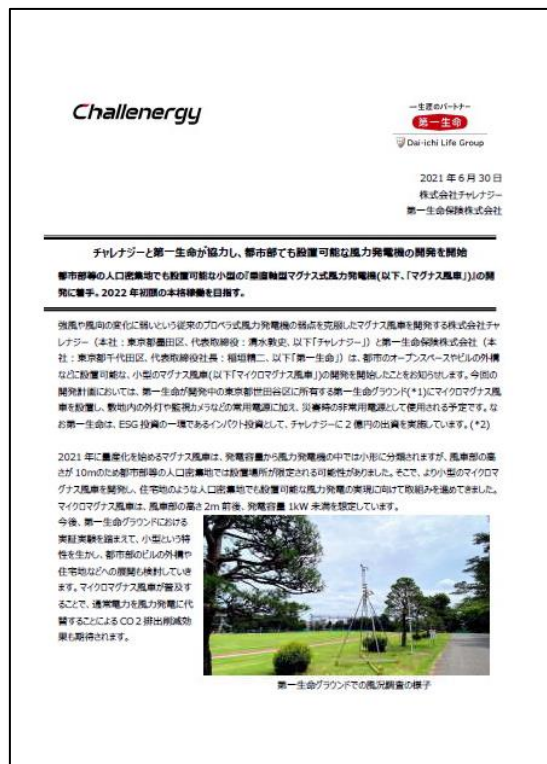 Challenergy
一生涯のパートナー
第一生命
Dai-ichi Life Group
2021年6月30日
株式会社チャレナジー
第一生命保険株式会社
チャレナジーと第一生命が協力し、都市部でも設置可能な風力発電機の開発を開始
都市部等の人口密集地でも設置可能な小型の『垂直軸型マグナス式風力発電機(以下、「マグナス風車」)』の開
発に着手。2022年初頭の本格稼働を目指す。
強風や風向の変化に弱いという従来のプロペラ式風力発電機の弱点を克服したマグナス風車を開発する株式会社チャ
レナジー(本社:東京都墨田区、代表取締役:清水敦史、以下「チャレナジー」)と第一生命保険株式会社(本
社:東京都千代田区、代表取締役社長:稲垣精二、以下「第一生命」)は、都市のオープンスペースやビルの外構
などに設置可能な、小型のマグナス風車(以下「マイクロマグナス風車」)の開発を開始したことをお知らせします。今回の
開発計画においては、第一生命が開発中の東京都世田谷区に所有する第一生命グラウンド(*1)にマイクロマグナス風
車を設置し、敷地内の外灯や監視カメラなどの常用電源に加え、災害時の非常用電源として使用される予定です。な
お第一生命は、ESG投資の一環であるインパクト投資として、チャレナジーに2億円の出資を実施しています。(*2)
2021年に量産化を始めるマグナス風車は、発電容量から風力発電機の中では小形に分類されますが、風車部の高
さが10mのため都市部等の人口密集地では設置場所が限定される可能性がありました。そこで、より小型のマイクロマ
グナス風車を開発し、住宅地のような人口密集地でも設置可能な風力発電の実現に向けて取組みを進めてきました。
マイクロマグナス風車は、風車部の高さ2m前後、発電容量1kW未満を想定しています。
今後、第一生命グラウンドにおける
実証実験を踏まえて、小型という特
性を生かし、都市部のビルの外構や
住宅地などへの展開も検討していき
ます。マイクロマグナス風車が普及す
ることで、通常電力を風力発電に代
替することによるCO2排出削減効
果も期待されます。
第一生命グラウンドでの風況調査の様子